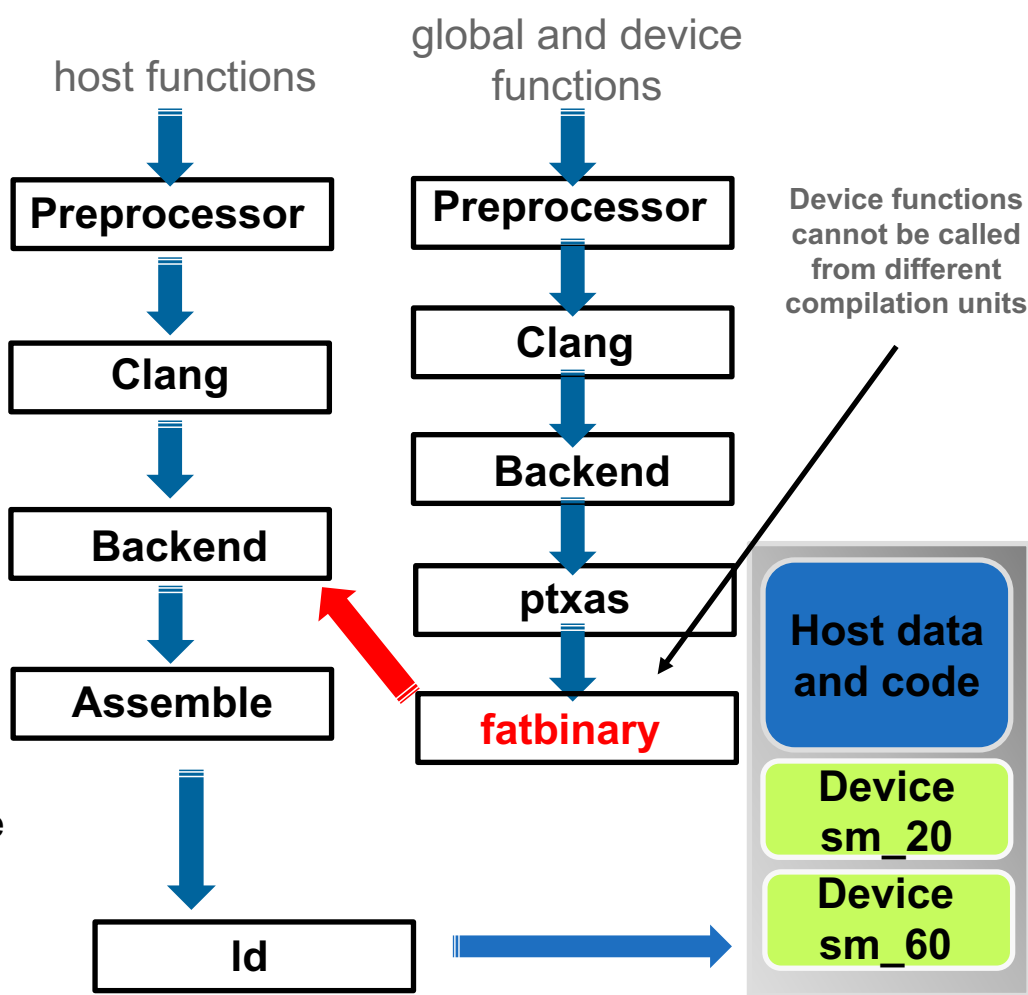 host functions
global and device
functions
Preprocessor
Preprocessor
Device functions
cannot be called
from different
compilation units
Clang
Clang
Backend
Backend
ptxas
Assemble
fatbinary
Host data
and code
Device
sm_20
Device
sm_60
e
ld